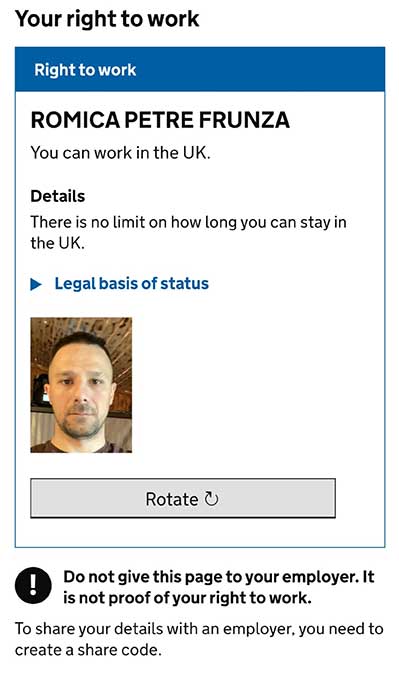 Your right to work
Right to work
ROMICA PETRE FRUNZA
You can work in the UK.
Details
There is no limit on how long you can stay in
the UK.
Legal basis of status
Rotate ↻
! Do not give this page to your employer. It
is not proof of your right to work.
To share your details with an employer, you need to
create a share code.